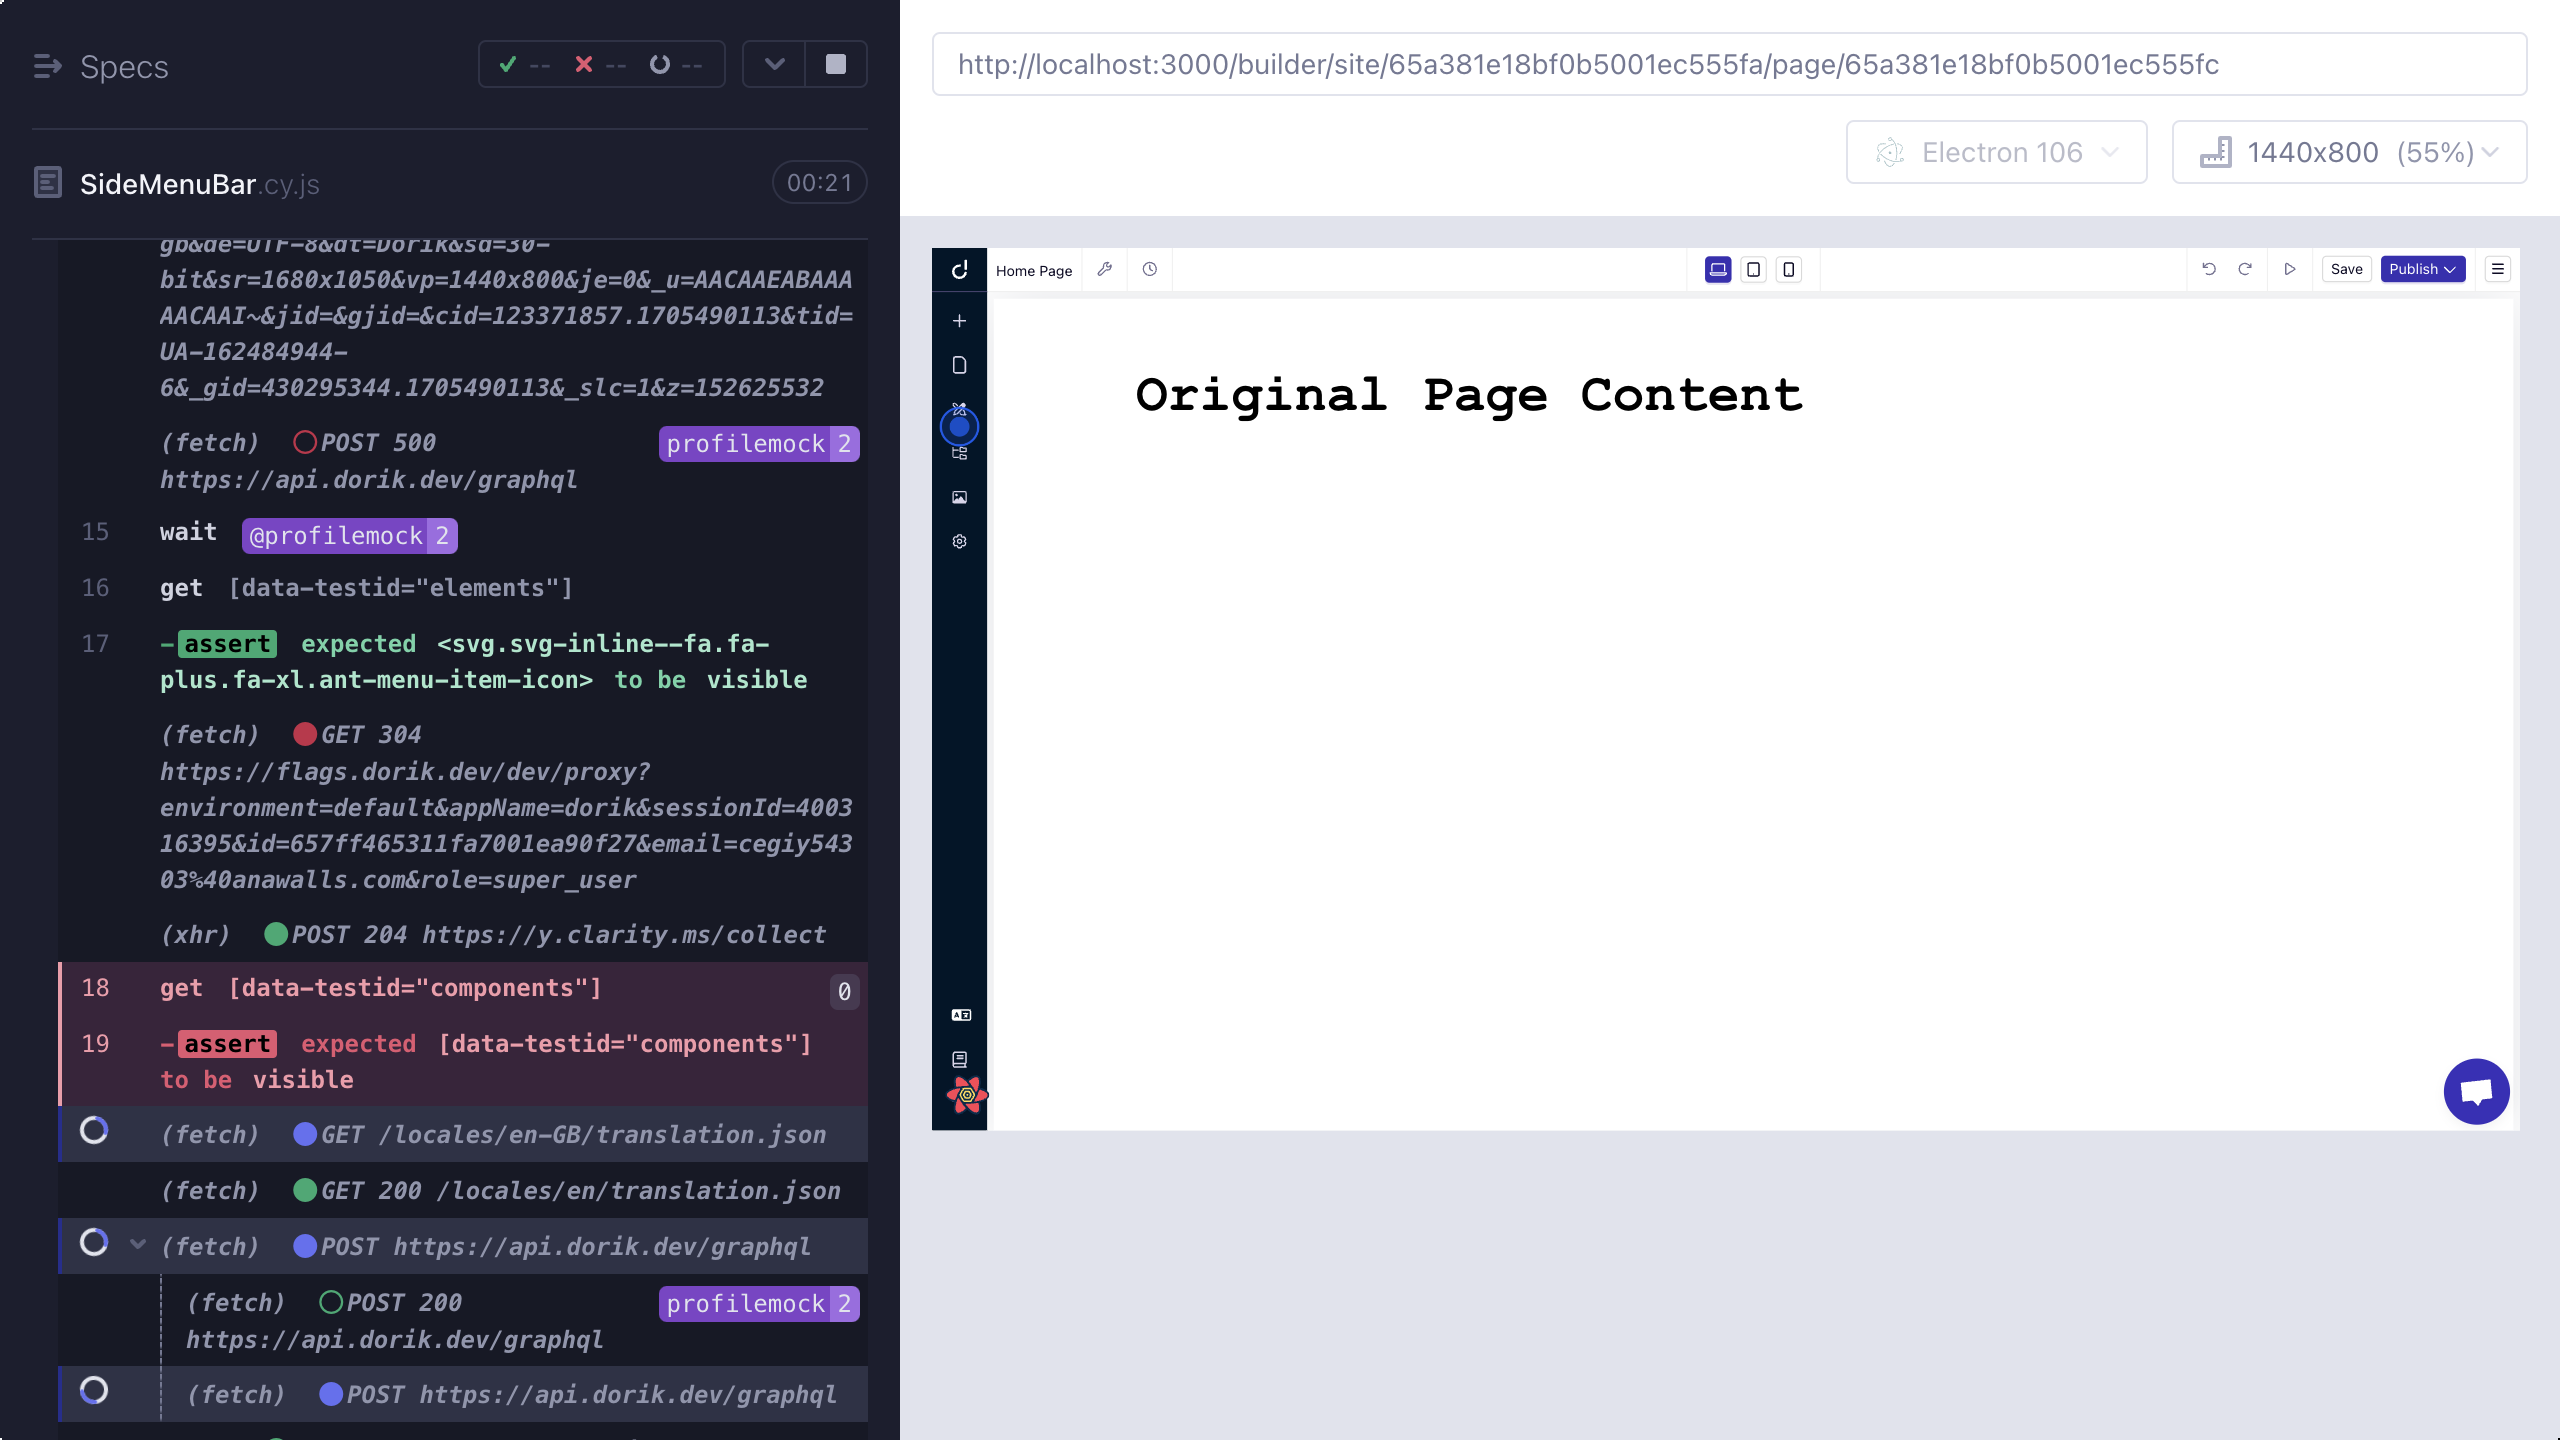 Specs
--
--
--
SideMenuBar.cy.js
00:21
gb&de=UTF-8&dt=Dorik&sd=30-
bit&sr=1680x1050&vp=1440x800&je=0&_u=AACAAEABAAA
AACAAI~&jid=&gjid=&cid=123371857.1705490113&tid=
UA-162484944-
6&_gid=430295344.1705490113&_slc=1&z=152625532
(fetch) POST 500 profilemock 2
https://api.dorik.dev/graphql
15 wait @profilemock 2
16 get [data-testid="elements"]
17 -assert expected <svg.svg-inline--fa.fa-
plus.fa-xl.ant-menu-item-icon> to be visible
(fetch) GET 304
https://flags.dorik.dev/dev/proxy?
environment=default&appName=dorik&sessionId=4003
16395&id=657ff465311fa7001ea90f27&email=cegiy543
03%40anawalls.com&role=super_user
(xhr) POST 204 https://y.clarity.ms/collect
18 get [data-testid="components"] 0
19 -assert expected [data-testid="components"]
to be visible
(fetch) GET /locales/en-GB/translation.json
(fetch) GET 200 /locales/en/translation.json
(fetch) POST https://api.dorik.dev/graphql
(fetch) POST 200 profilemock 2
https://api.dorik.dev/graphql
(fetch) POST https://api.dorik.dev/graphql
http://localhost:3000/builder/site/65a381e18bf0b5001ec555fa/page/65a381e18bf0b5001ec555fc
Electron 106
1440x800 (55%)
Home Page
Save
Publish
Original Page Content